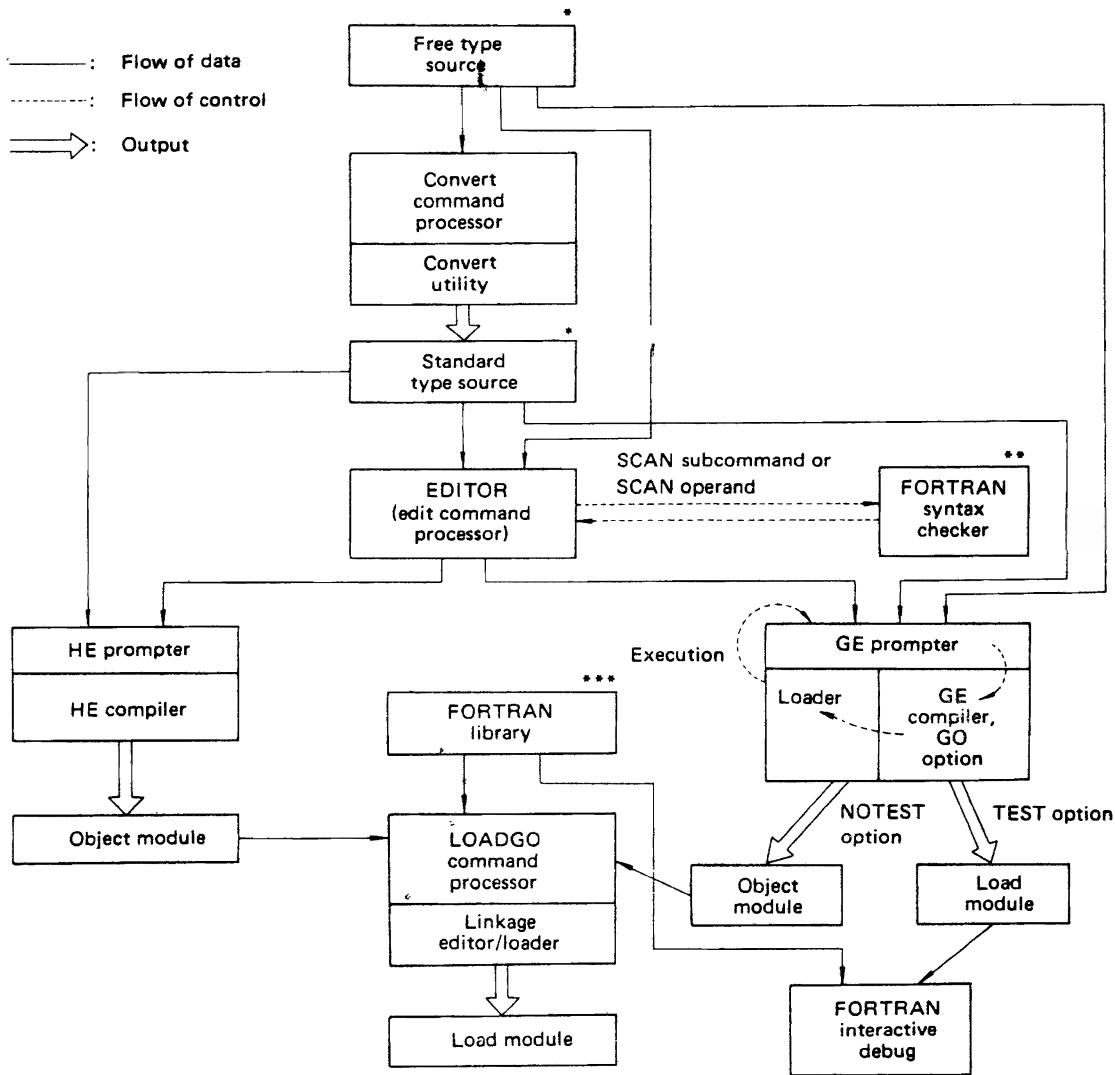 *
Free type
source
: Flow of data
: Flow of control
: Output
Convert
command
processor
Convert
utility
*
Standard
type source
EDITOR
(edit command
processor)
SCAN subcommand or
SCAN operand
**
FORTRAN
syntax
checker
HE prompter
HE compiler
Object module
***
FORTRAN
library
LOADGO
command
processor
Linkage
editor/loader
Load module
Execution
GE prompter
Loader
GE
compiler,
GO
option
NOTEST
option
TEST option
Object
module
Load
module
FORTRAN
interactive
debug